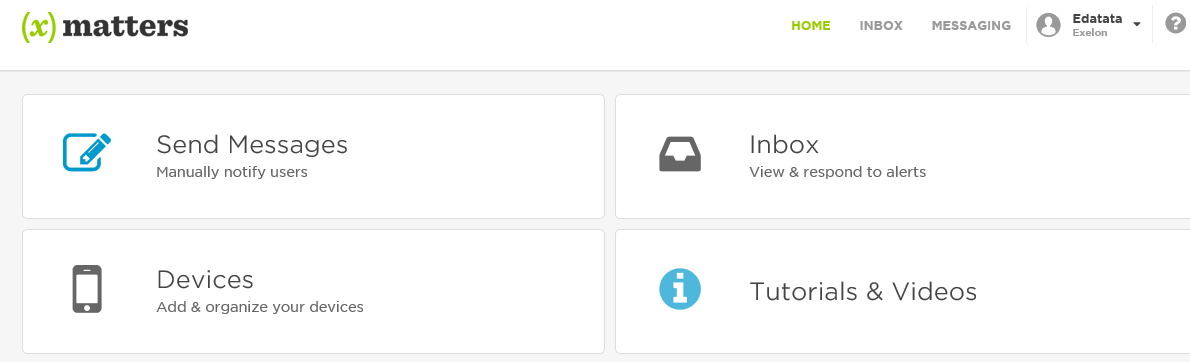 (x) matters
HOME INBOX MESSAGING
Edatata
Exelon
?
Send Messages
Manually notify users
Inbox
View & respond to alerts
Devices
Add & organize your devices
Tutorials & Videos